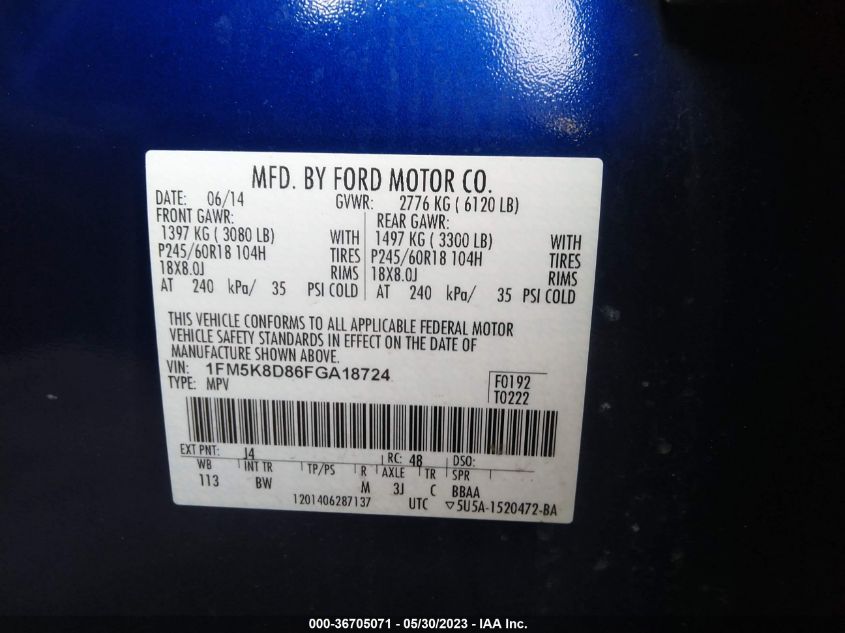 MFD. BY FORD MOTOR CO.
DATE: 06/14 GVWR: 2776 KG ( 6120 LB)
FRONT GAWR: REAR GAWR:
1397 KG ( 3080 LB) WITH 1497 KG ( 3300 LB) WITH
P245/60R18 104H TIRES P245/60R18 104H TIRES
18X8.0J RIMS 18X8.0J RIMS
AT 240 kPa/ 35 PSI COLD AT 240 kPa/ 35 PSI COLD
THIS VEHICLE CONFORMS TO ALL APPLICABLE FEDERAL MOTOR
VEHICLE SAFETY STANDARDS IN EFFECT ON THE DATE OF
MANUFACTURE SHOWN ABOVE.
VIN: 1FM5K8D86FGA18724
TYPE: MPV
F0192
T0222
EXT PNT: J4 RC: 48 DSO:
WB INT TR TP/PS R AXLE TR SPR
113 BW M 3J C BBAA
1201406287137 UTC ▽5U5A-1520472-BA
000-36705071 - 05/30/2023 - IAA Inc.